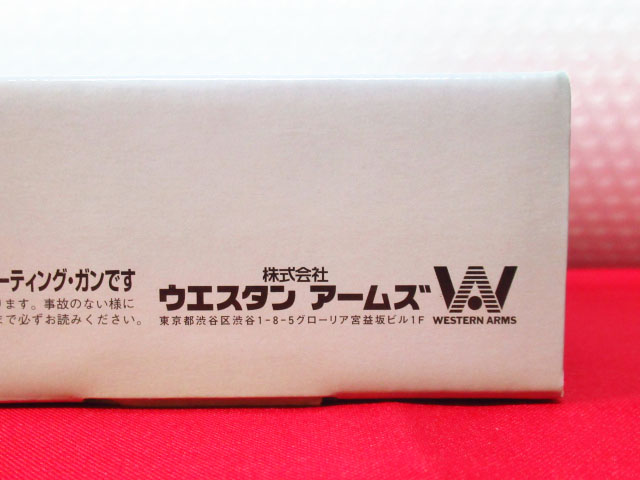 ーティング・ガンです
ります。事故のない様に
まで必ずお読みください。
株式会社
ウエスタン アームズ
東京都渋谷区渋谷1-8-5グローリア宮益坂ビル1F
W
WESTERN ARMS